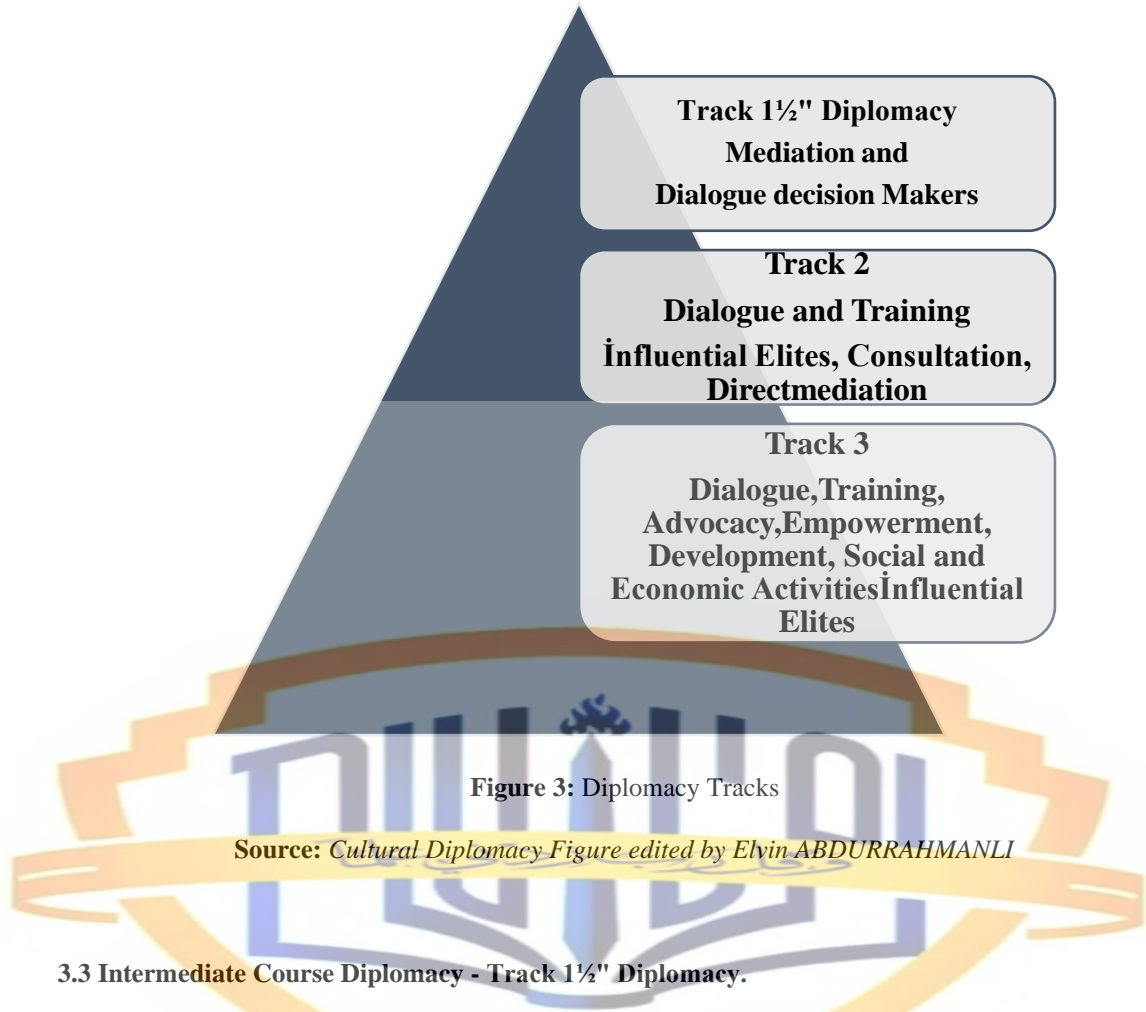 Track 1½" Diplomacy
Mediation and
Dialogue decision Makers
Track 2
Dialogue and Training
İnfluential Elites, Consultation,
Directmediation
Track 3
Dialogue,Training,
Advocacy,Empowerment,
Development, Social and
Economic Activitiesİnfluential
Elites
Figure 3: Diplomacy Tracks
Source: Cultural Diplomacy Figure edited by Elvin ABDURRAHMANLI
3.3 Intermediate Course Diplomacy - Track 1½" Diplomacy.